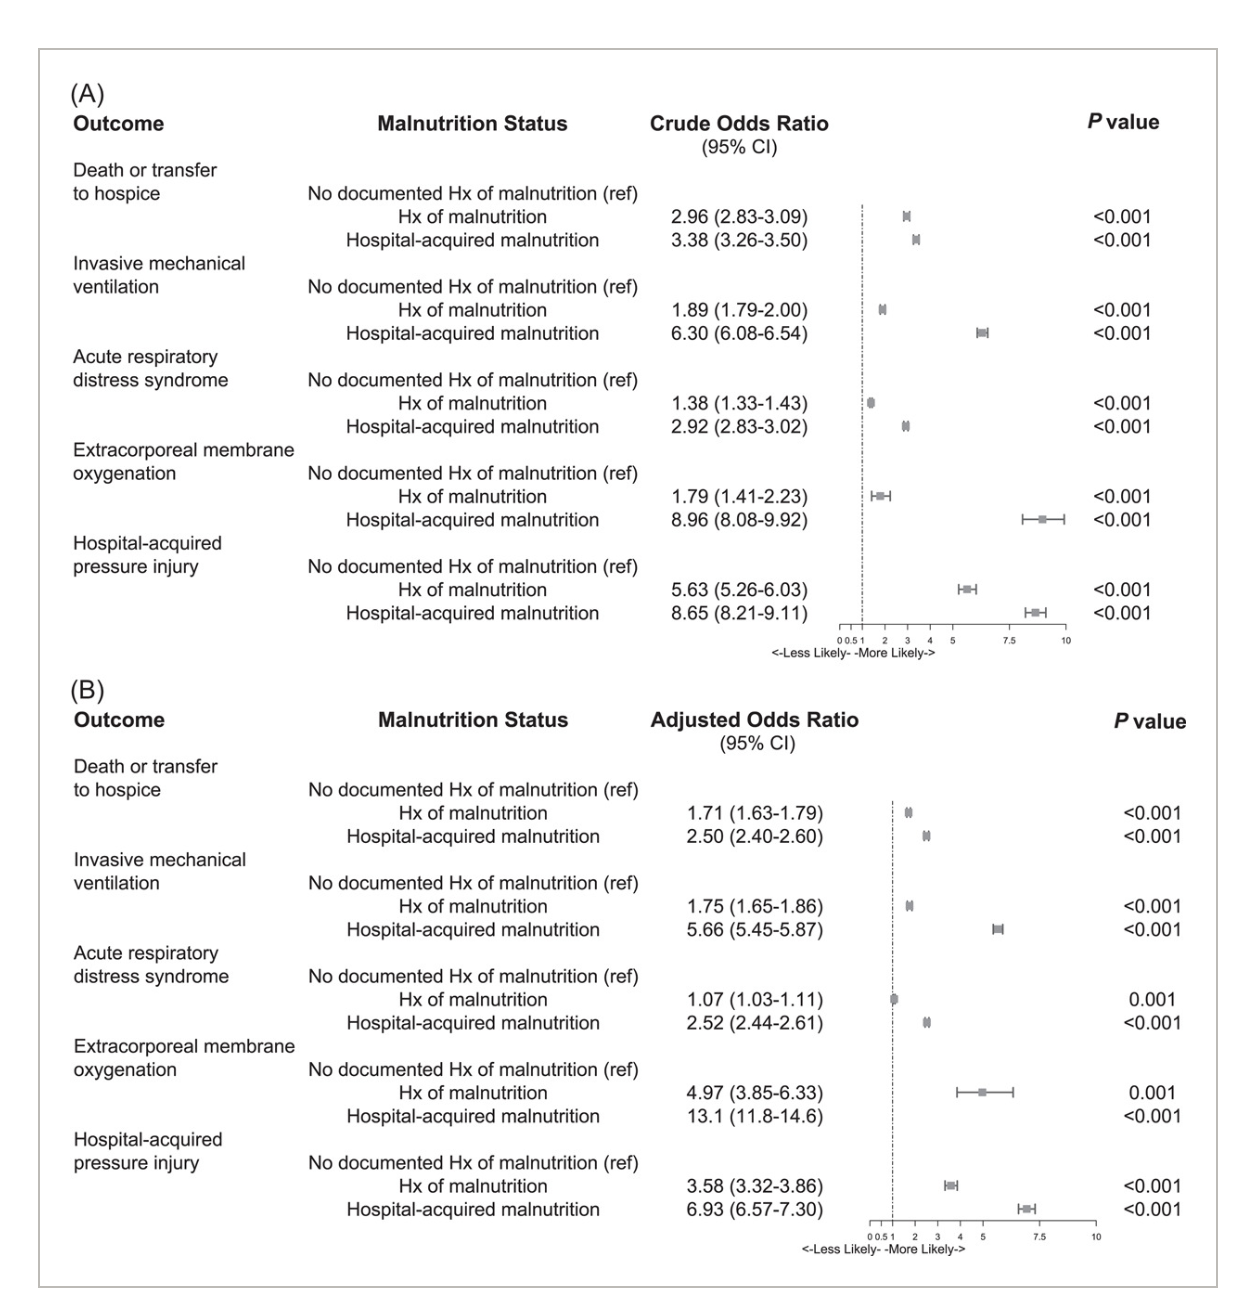 (A)
Outcome Malnutrition Status Crude Odds Ratio P value
(95% CI)
Death or transfer
to hospice No documented Hx of malnutrition (ref)
Hx of malnutrition 2.96 (2.83-3.09) <0.001
Hospital-acquired malnutrition 3.38 (3.26-3.50) <0.001
Invasive mechanical
ventilation No documented Hx of malnutrition (ref)
Hx of malnutrition 1.89 (1.79-2.00) <0.001
Hospital-acquired malnutrition 6.30 (6.08-6.54) <0.001
Acute respiratory
distress syndrome No documented Hx of malnutrition (ref)
Hx of malnutrition 1.38 (1.33-1.43) <0.001
Hospital-acquired malnutrition 2.92 (2.83-3.02) <0.001
Extracorporeal membrane
oxygenation No documented Hx of malnutrition (ref)
Hx of malnutrition 1.79 (1.41-2.23) <0.001
Hospital-acquired malnutrition 8.96 (8.08-9.92) <0.001
Hospital-acquired
pressure injury No documented Hx of malnutrition (ref)
Hx of malnutrition 5.63 (5.26-6.03) <0.001
Hospital-acquired malnutrition 8.65 (8.21-9.11) <0.001
0 0.5 1 2 3 4 5 7.5 10
<-Less Likely- -More Likely->
(B)
Outcome Malnutrition Status Adjusted Odds Ratio P value
(95% CI)
Death or transfer
to hospice No documented Hx of malnutrition (ref)
Hx of malnutrition 1.71 (1.63-1.79) <0.001
Hospital-acquired malnutrition 2.50 (2.40-2.60) <0.001
Invasive mechanical
ventilation No documented Hx of malnutrition (ref)
Hx of malnutrition 1.75 (1.65-1.86) <0.001
Hospital-acquired malnutrition 5.66 (5.45-5.87) <0.001
Acute respiratory
distress syndrome No documented Hx of malnutrition (ref)
Hx of malnutrition 1.07 (1.03-1.11) 0.001
Hospital-acquired malnutrition 2.52 (2.44-2.61) <0.001
Extracorporeal membrane
oxygenation No documented Hx of malnutrition (ref)
Hx of malnutrition 4.97 (3.85-6.33) 0.001
Hospital-acquired malnutrition 13.1 (11.8-14.6) <0.001
Hospital-acquired
pressure injury No documented Hx of malnutrition (ref)
Hx of malnutrition 3.58 (3.32-3.86) <0.001
Hospital-acquired malnutrition 6.93 (6.57-7.30) <0.001
0 0.5 1 2 3 4 5 7.5 10
<-Less Likely- -More Likely->